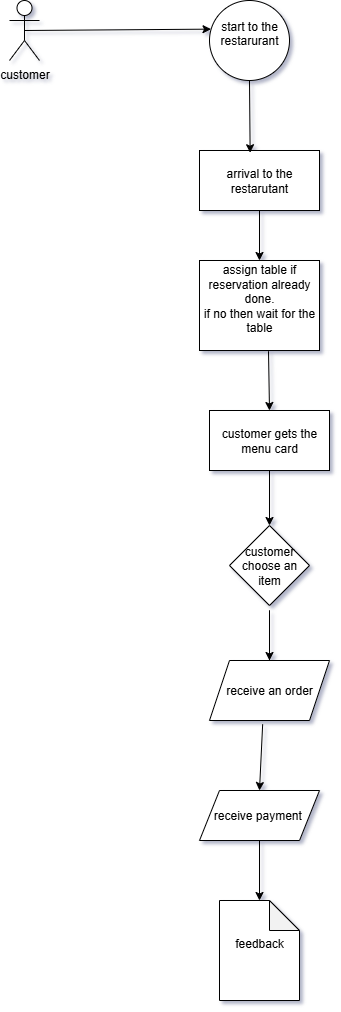 start to the
restarurant
customer
arrival to the
restarutant
assign table if
reservation already
done.
if no then wait for the
table
customer gets the
menu card
customer
choose an
item
receive an order
receive payment
feedback